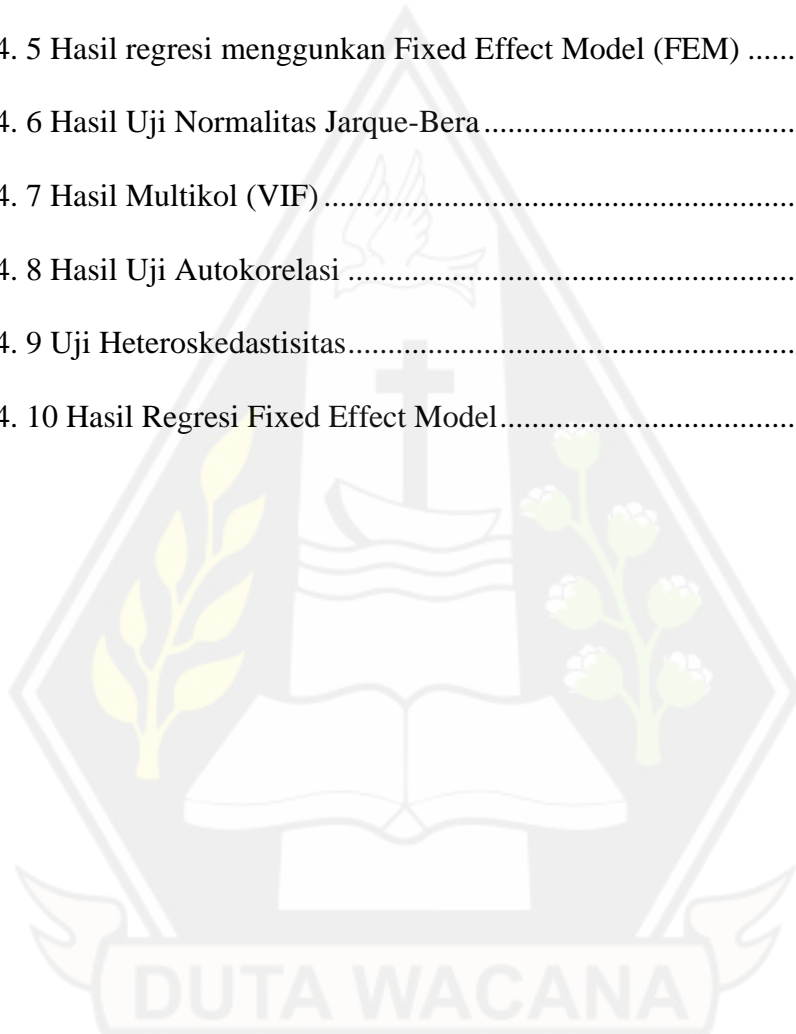 4. 5 Hasil regresi menggunkan Fixed Effect Model (FEM) ......
4. 6 Hasil Uji Normalitas Jarque-Bera.......................................
4. 7 Hasil Multikol (VIF)...........................................................
4. 8 Hasil Uji Autokorelasi........................................................
4. 9 Uji Heteroskedastisitas........................................................
4. 10 Hasil Regresi Fixed Effect Model.....................................
DUTA WACANA